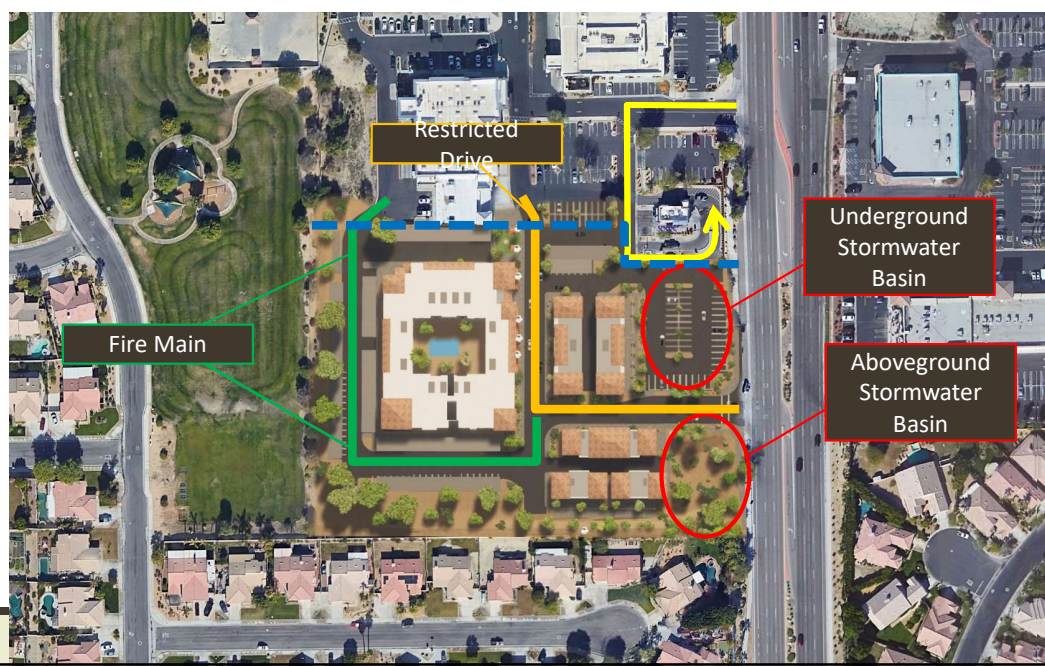 Restricted
Drive
Underground
Stormwater
Basin
Fire Main
Aboveground
Stormwater
Basin